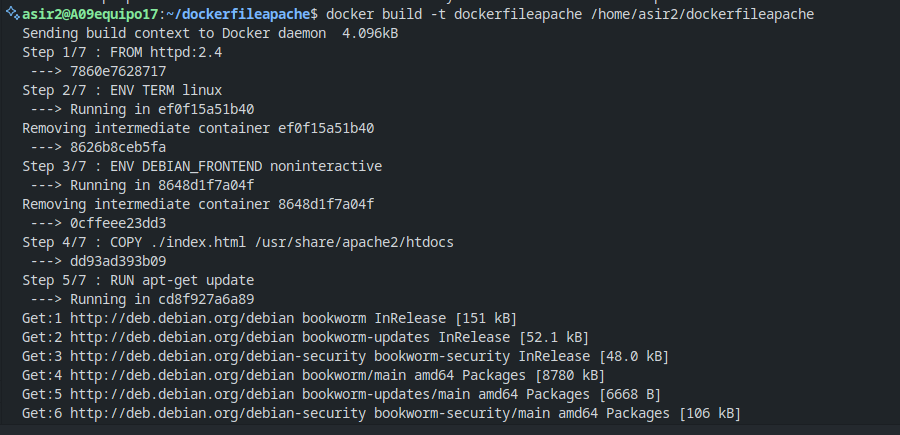 asir2@A09equipo17:~/dockerfileapache$ docker build -t dockerfileapache /home/asir2/dockerfileapache
Sending build context to Docker daemon  4.096kB
Step 1/7 : FROM httpd:2.4
 ---> 7860e7628717
Step 2/7 : ENV TERM linux
 ---> Running in ef0f15a51b40
Removing intermediate container ef0f15a51b40
 ---> 8626b8ceb5fa
Step 3/7 : ENV DEBIAN_FRONTEND noninteractive
 ---> Running in 8648d1f7a04f
Removing intermediate container 8648d1f7a04f
 ---> 0cffeee23dd3
Step 4/7 : COPY ./index.html /usr/share/apache2/htdocs
 ---> dd93ad393b09
Step 5/7 : RUN apt-get update
 ---> Running in cd8f927a6a89
Get:1 http://deb.debian.org/debian bookworm InRelease [151 kB]
Get:2 http://deb.debian.org/debian bookworm-updates InRelease [52.1 kB]
Get:3 http://deb.debian.org/debian-security bookworm-security InRelease [48.0 kB]
Get:4 http://deb.debian.org/debian bookworm/main amd64 Packages [8780 kB]
Get:5 http://deb.debian.org/debian bookworm-updates/main amd64 Packages [6668 B]
Get:6 http://deb.debian.org/debian-security bookworm-security/main amd64 Packages [106 kB]